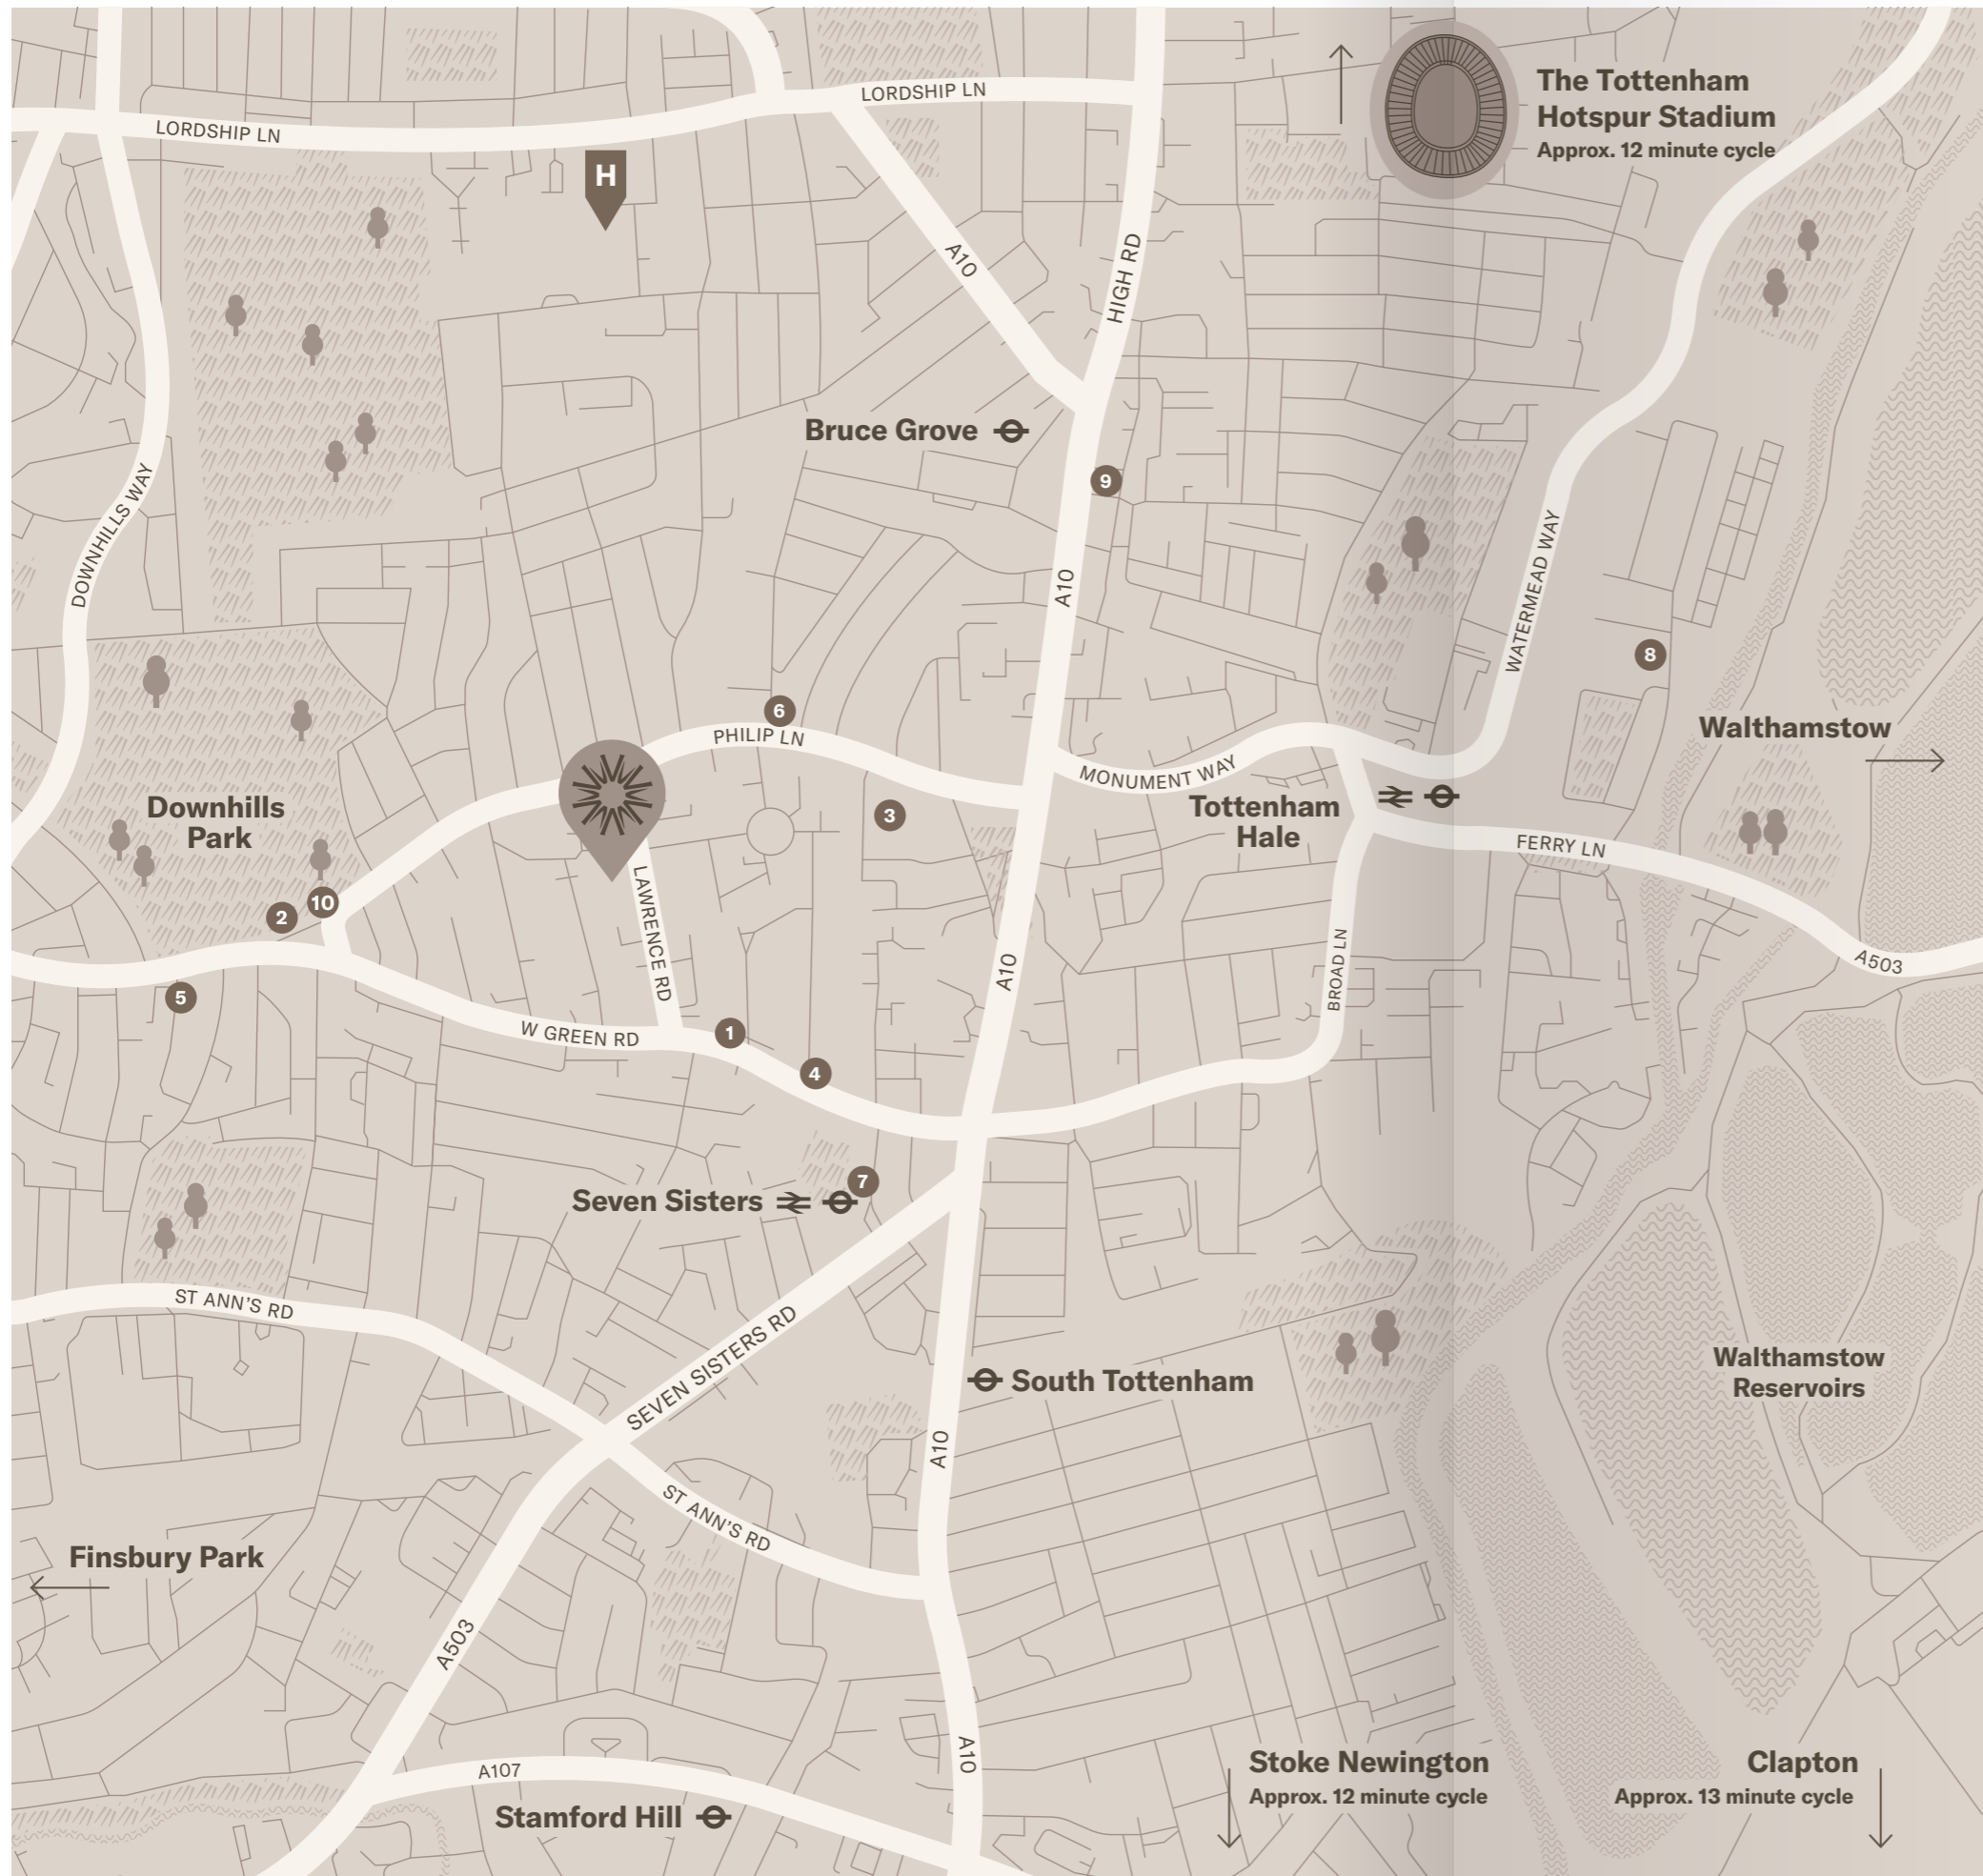 LORDSHIP LN
The Tottenham
Hotspur Stadium
Approx. 12 minute cycle
LORDSHIP LN
H
A10
HIGH RD
Bruce Grove
9
DOWNHILLS WAY
A10
WATERMEAD WAY
8
6
PHILIP LN
Walthamstow
MONUMENT WAY
Downhills
Park
3
Tottenham
Hale
FERRY LN
10
2
LAWRENCE RD
A10
BROAD LN
A503
5
W GREEN RD
1
4
7
Seven Sisters
ST ANN'S RD
SEVEN SISTERS RD
South Tottenham
Walthamstow
Reservoirs
A10
ST ANN'S RD
Finsbury Park
A503
A10
A107
Stoke Newington
Approx. 12 minute cycle
Clapton
Approx. 13 minute cycle
Stamford Hill